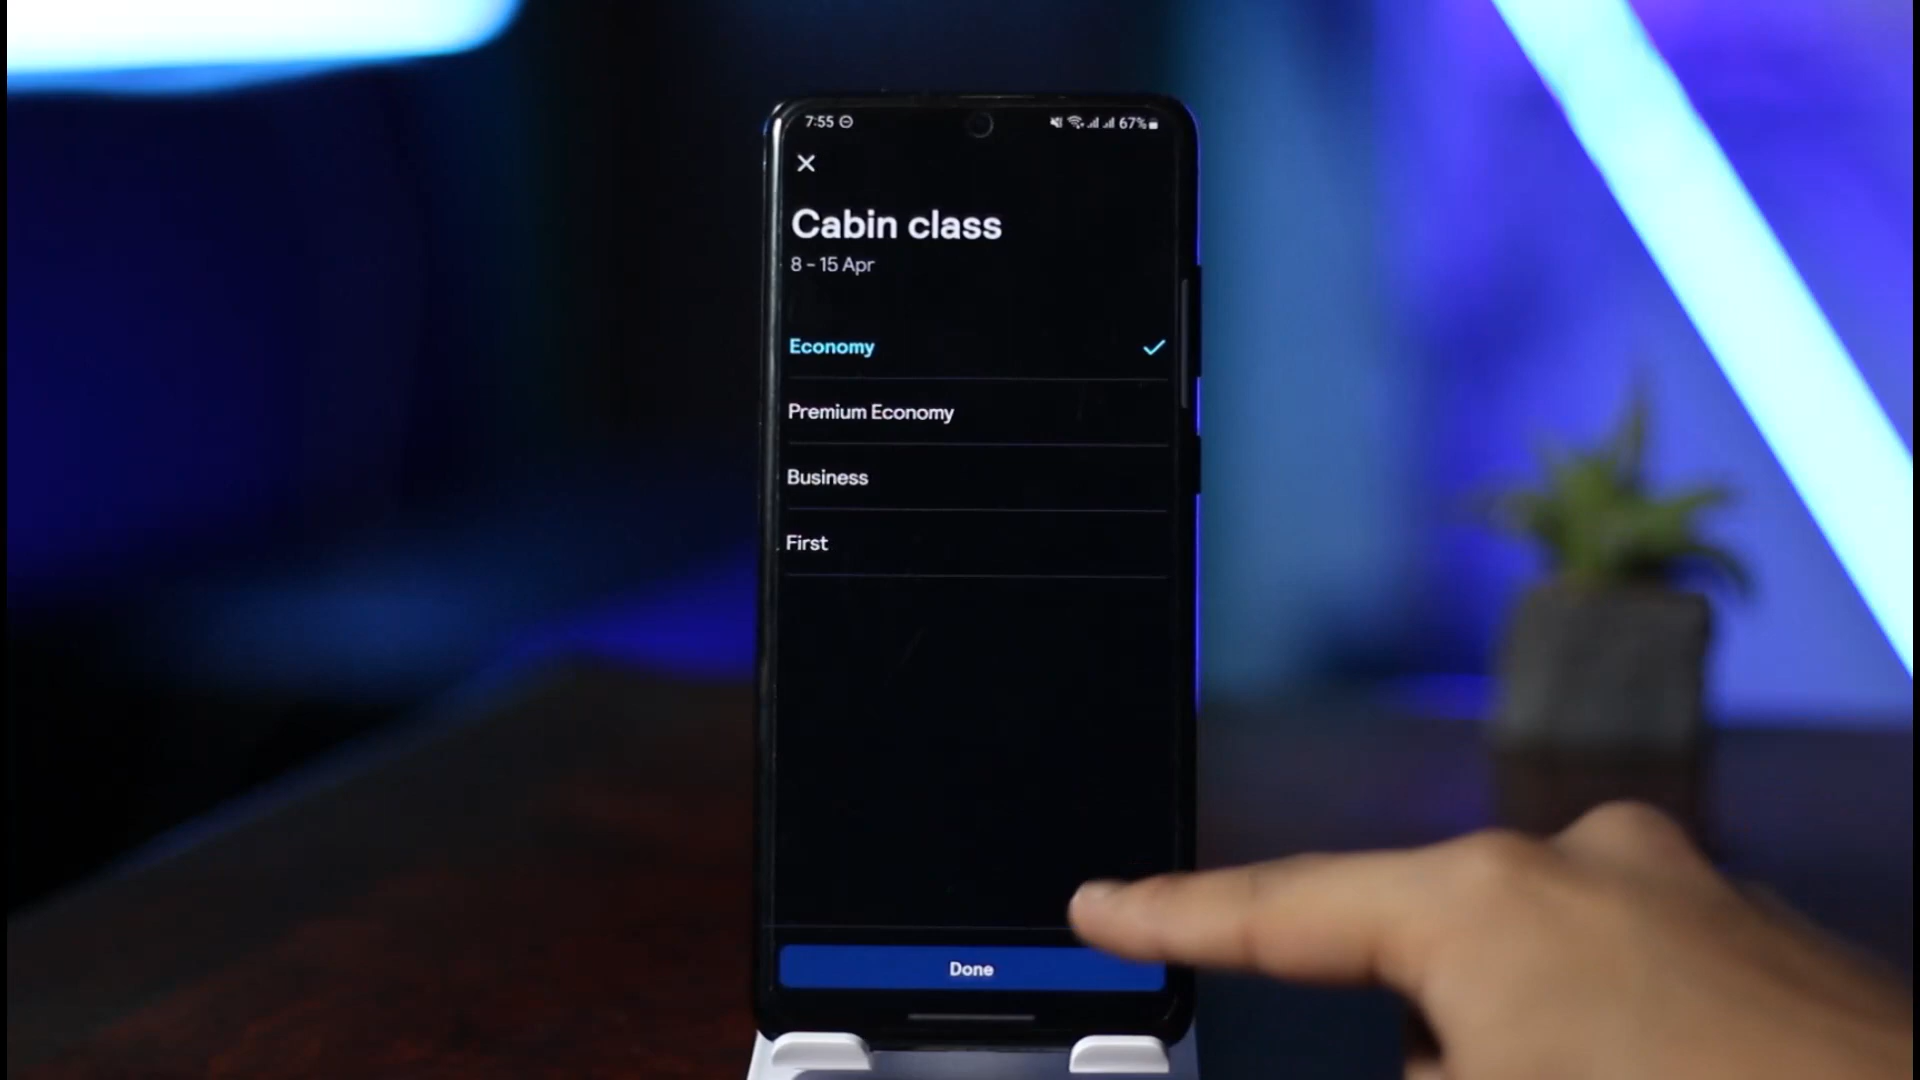 7:55
67%
Cabin class
8 – 15 Apr
Economy
Premium Economy
Business
First
Done